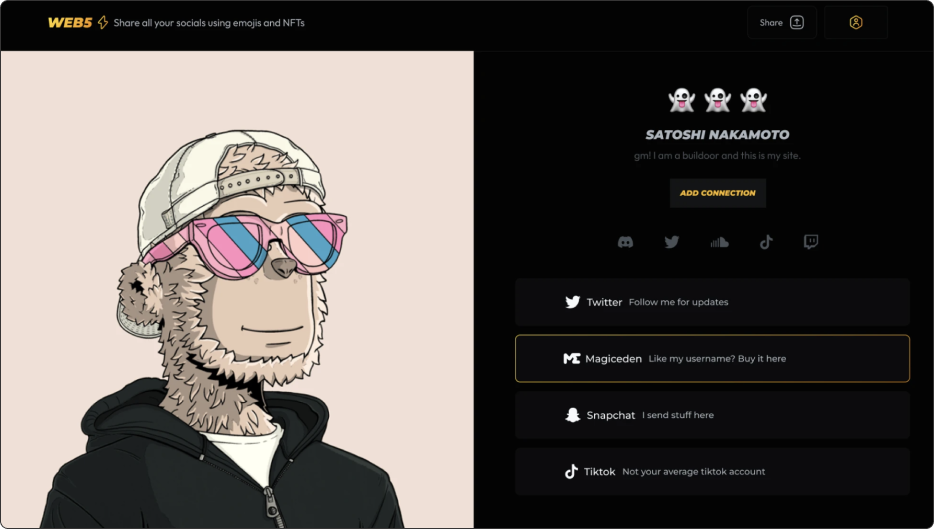 WEB5 Share all your socials using emojis and NFTs
Share
SATOSHI NAKAMOTO
gm! I am a buildoor and this is my site.
ADD CONNECTION
Twitter Follow me for updates
Magiceden Like my username? Buy it here
Snapchat I send stuff here
Tiktok Not your average tiktok account